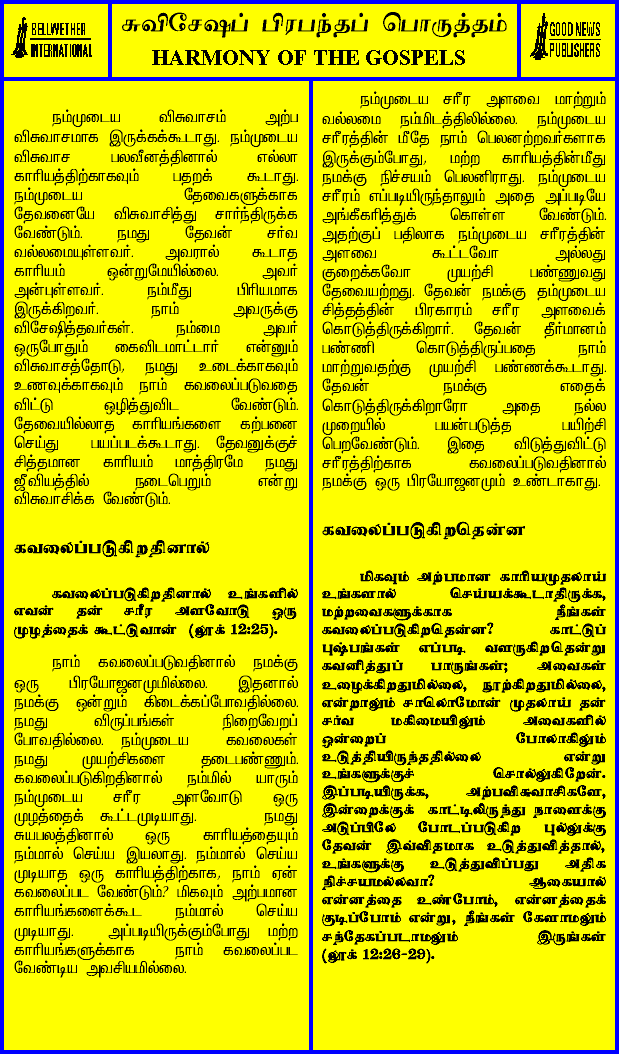 BELLWETHER
INTERNATIONAL
சுவிசேஷப் பிரபந்தப் பொருத்தம்
HARMONY OF THE GOSPELS
GOOD NEWS
PUBLISHERS
நம்முடைய விசுவாசம் அற்ப
விசுவாசமாக இருக்கக்கூடாது. நம்முடைய
விசுவாச பலவீனத்தினால் எல்லா
காரியத்திற்காகவும் பதறக் கூடாது.
நம்முடைய தேவைகளுக்காக
தேவனையே விசுவாசித்து சார்ந்திருக்க
வேண்டும். நமது தேவன் சர்வ
வல்லமையுள்ளவர். அவரால் கூடாத
காரியம் ஒன்றுமேயில்லை. அவர்
அன்புள்ளவர். நம்மீது பிரியமாக
இருக்கிறவர். நாம் அவருக்கு
விசேஷித்தவர்கள். நம்மை அவர்
ஒருபோதும் கைவிடமாட்டார் என்னும்
விசுவாசத்தோடு, நமது உடைக்காகவும்
உணவுக்காகவும் நாம் கவலைப்படுவதை
விட்டு ஒழித்துவிட வேண்டும்.
தேவையில்லாத காரியங்களை கற்பனை
செய்து பயப்படக்கூடாது. தேவனுக்குச்
சித்தமான காரியம் மாத்திரமே நமது
ஜீவியத்தில் நடைபெறும் என்று
விசுவாசிக்க வேண்டும்.
கவலைப்படுகிறதினால்
கவலைப்படுகிறதினால் உங்களில்
எவன் தன் சரீர அளவோடு ஒரு
முழத்தைக் கூட்டுவான் (லூக் 12:25).
நாம் கவலைப்படுவதினால் நமக்கு
ஒரு பிரயோஜனமுமில்லை. இதனால்
நமக்கு ஒன்றும் கிடைக்கப்போவதில்லை.
நமது விருப்பங்கள் நிறைவேறப்
போவதில்லை. நம்முடைய கவலைகள்
நமது முயற்சிகளை தடைபண்ணும்.
கவலைப்படுகிறதினால் நம்மில் யாரும்
நம்முடைய சரீர அளவோடு ஒரு
முழத்தைக் கூட்டமுடியாது. நமது
சுயபலத்தினால் ஒரு காரியத்தையும்
நம்மால் செய்ய இயலாது. நம்மால் செய்ய
முடியாத ஒரு காரியத்திற்காக, நாம் ஏன்
கவலைப்பட வேண்டும்? மிகவும் அற்பமான
காரியங்களைக்கூட நம்மால் செய்ய
முடியாது. அப்படியிருக்கும்போது மற்ற
காரியங்களுக்காக நாம் கவலைப்பட
வேண்டிய அவசியமில்லை.
நம்முடைய சரீர அளவை மாற்றும்
வல்லமை நம்மிடத்திலில்லை. நம்முடைய
சரீரத்தின் மீதே நாம் பெலனற்றவர்களாக
இருக்கும்போது, மற்ற காரியத்தின்மீது
நமக்கு நிச்சயம் பெலனிராது. நம்முடைய
சரீரம் எப்படியிருந்தாலும் அதை அப்படியே
அங்கீகரித்துக் கொள்ள வேண்டும்.
அதற்குப் பதிலாக நம்முடைய சரீரத்தின்
அளவை கூட்டவோ அல்லது
குறைக்கவோ முயற்சி பண்ணுவது
தேவையற்றது. தேவன் நமக்கு தம்முடைய
சித்தத்தின் பிரகாரம் சரீர அளவைக்
கொடுத்திருக்கிறார். தேவன் தீர்மானம்
பண்ணி கொடுத்திருப்பதை நாம்
மாற்றுவதற்கு முயற்சி பண்ணக்கூடாது.
தேவன் நமக்கு எதைக்
கொடுத்திருக்கிறாரோ அதை நல்ல
முறையில் பயன்படுத்த பயிற்சி
பெறவேண்டும். இதை விடுத்துவிட்டு
சரீரத்திற்காக கவலைப்படுவதினால்
நமக்கு ஒரு பிரயோஜனமும் உண்டாகாது.
கவலைப்படுகிறதென்ன
மிகவும் அற்பமான காரியமுதலாய்
உங்களால் செய்யக்கூடாதிருக்க,
மற்றவைகளுக்காக நீங்கள்
கவலைப்படுகிறதென்ன? காட்டுப்
புஷ்பங்கள் எப்படி வளருகிறதென்று
கவனித்துப் பாருங்கள்; அவைகள்
உழைக்கிறதுமில்லை, நூற்கிறதுமில்லை,
என்றாலும் சாலொமோன் முதலாய் தன்
சர்வ மகிமையிலும் அவைகளில்
ஒன்றைப் போலாகிலும்
உடுத்தியிருந்ததில்லை என்று
உங்களுக்குச் சொல்லுகிறேன்.
இப்படியிருக்க, அற்பவிசுவாசிகளே,
இன்றைக்குக் காட்டிலிருந்து நாளைக்கு
அடுப்பிலே போடப்படுகிற புல்லுக்கு
தேவன் இவ்விதமாக உடுத்துவித்தால்,
உங்களுக்கு உடுத்துவிப்பது அதிக
நிச்சயமல்லவா? ஆகையால்
என்னத்தை உண்போம், என்னத்தைக்
குடிப்போம் என்று, நீங்கள் கேளாமலும்
சந்தேகப்படாமலும் இருங்கள்
(லூக் 12:26-29).